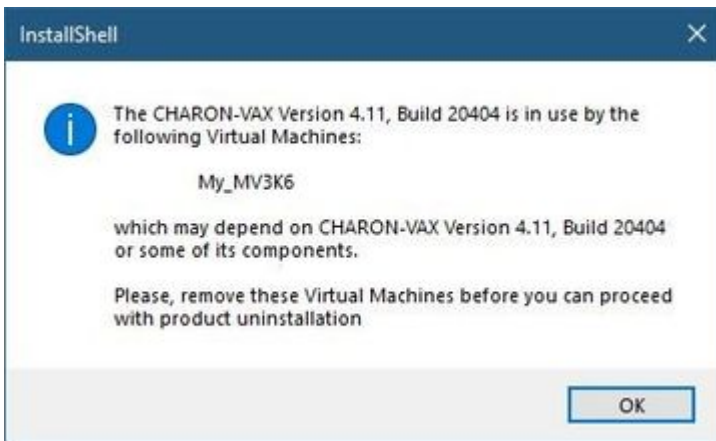 InstallShell
The CHARON-VAX Version 4.11, Build 20404 is in use by the
following Virtual Machines:
My_MV3K6
which may depend on CHARON-VAX Version 4.11, Build 20404
or some of its components.
Please, remove these Virtual Machines before you can proceed
with product uninstallation
OK